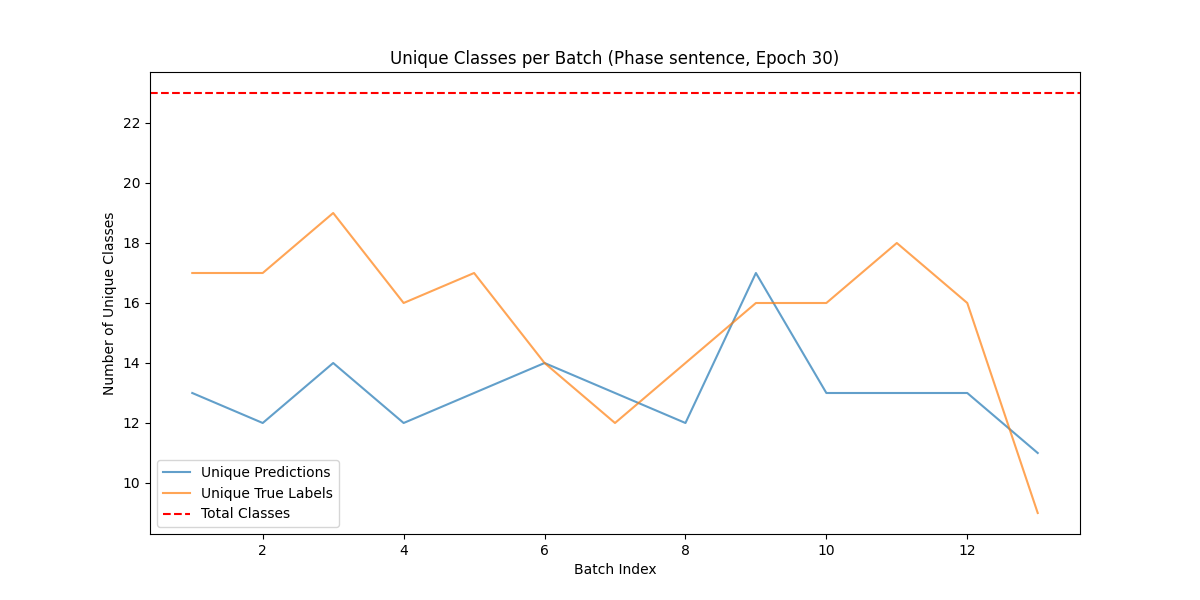 Unique Classes per Batch (Phase sentence, Epoch 30)
Number of Unique Classes
22
20
18
16
14
12
10
Unique Predictions
Unique True Labels
Total Classes
2
4
6
8
10
12
Batch Index